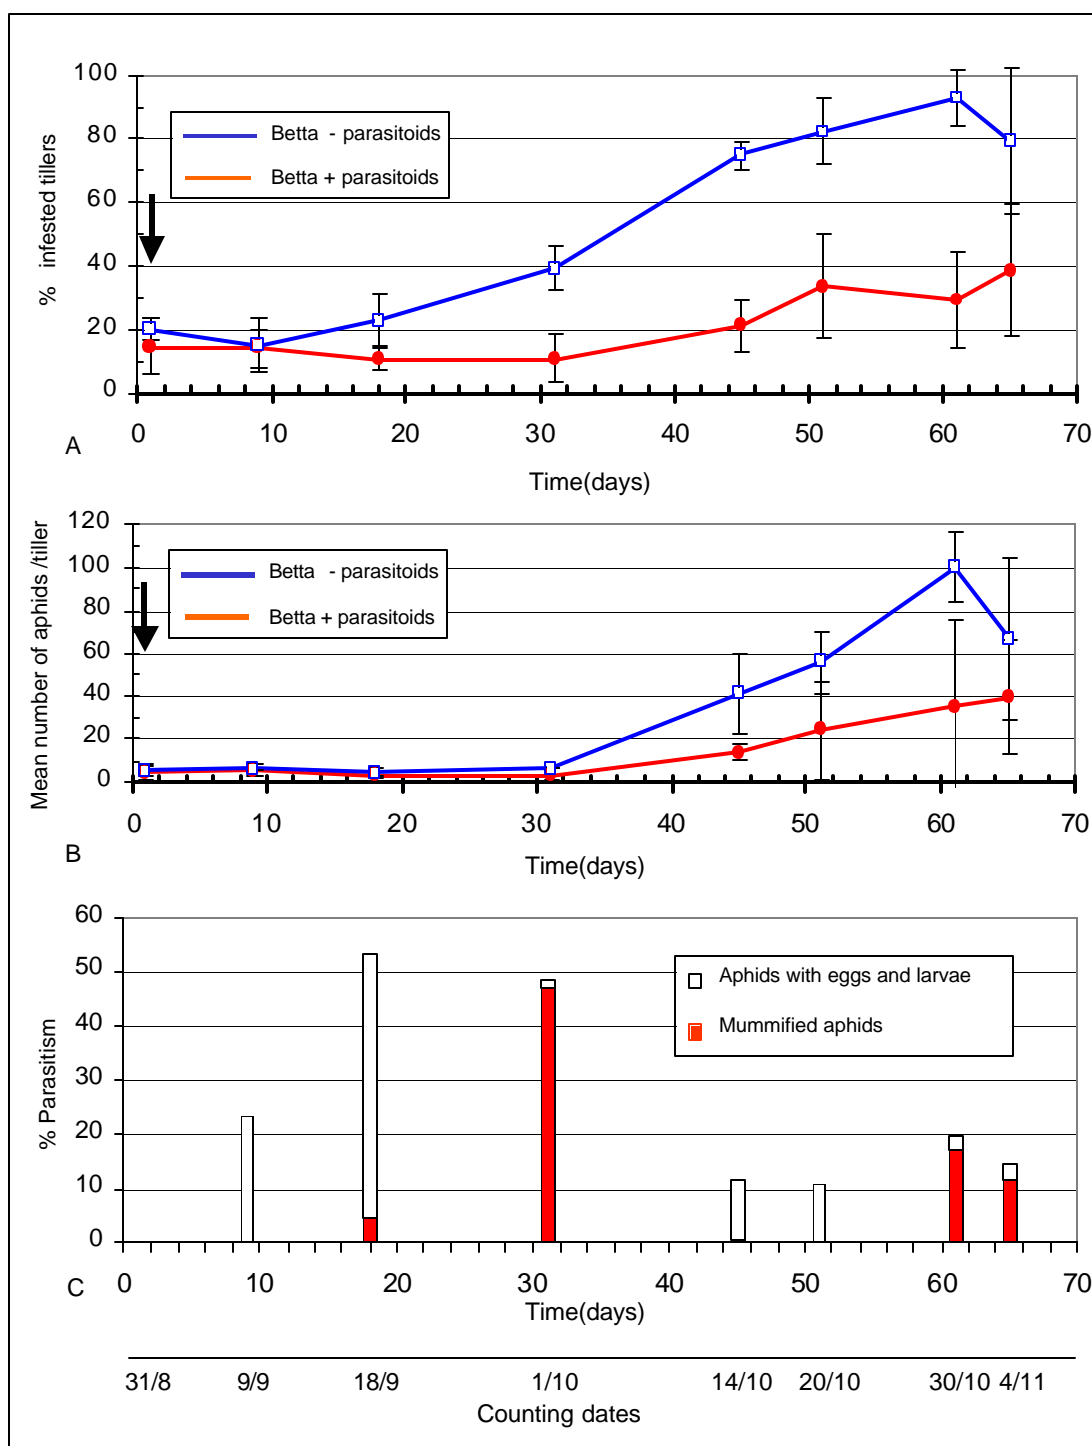 100
80
60
40
20
0
% infested tillers
Betta - parasitoids
Betta + parasitoids
0 10 20 30 40 50 60 70
A
Time(days)
120
100
80
60
40
20
0
Mean number of aphids /tiller
Betta - parasitoids
Betta + parasitoids
0 10 20 30 40 50 60 70
B
Time(days)
60
50
40
30
20
10
0
% Parasitism
Aphids with eggs and larvae
Mummified aphids
0 10 20 30 40 50 60 70
C
Time(days)
31/8 9/9 18/9 1/10 14/10 20/10 30/10 4/11
Counting dates